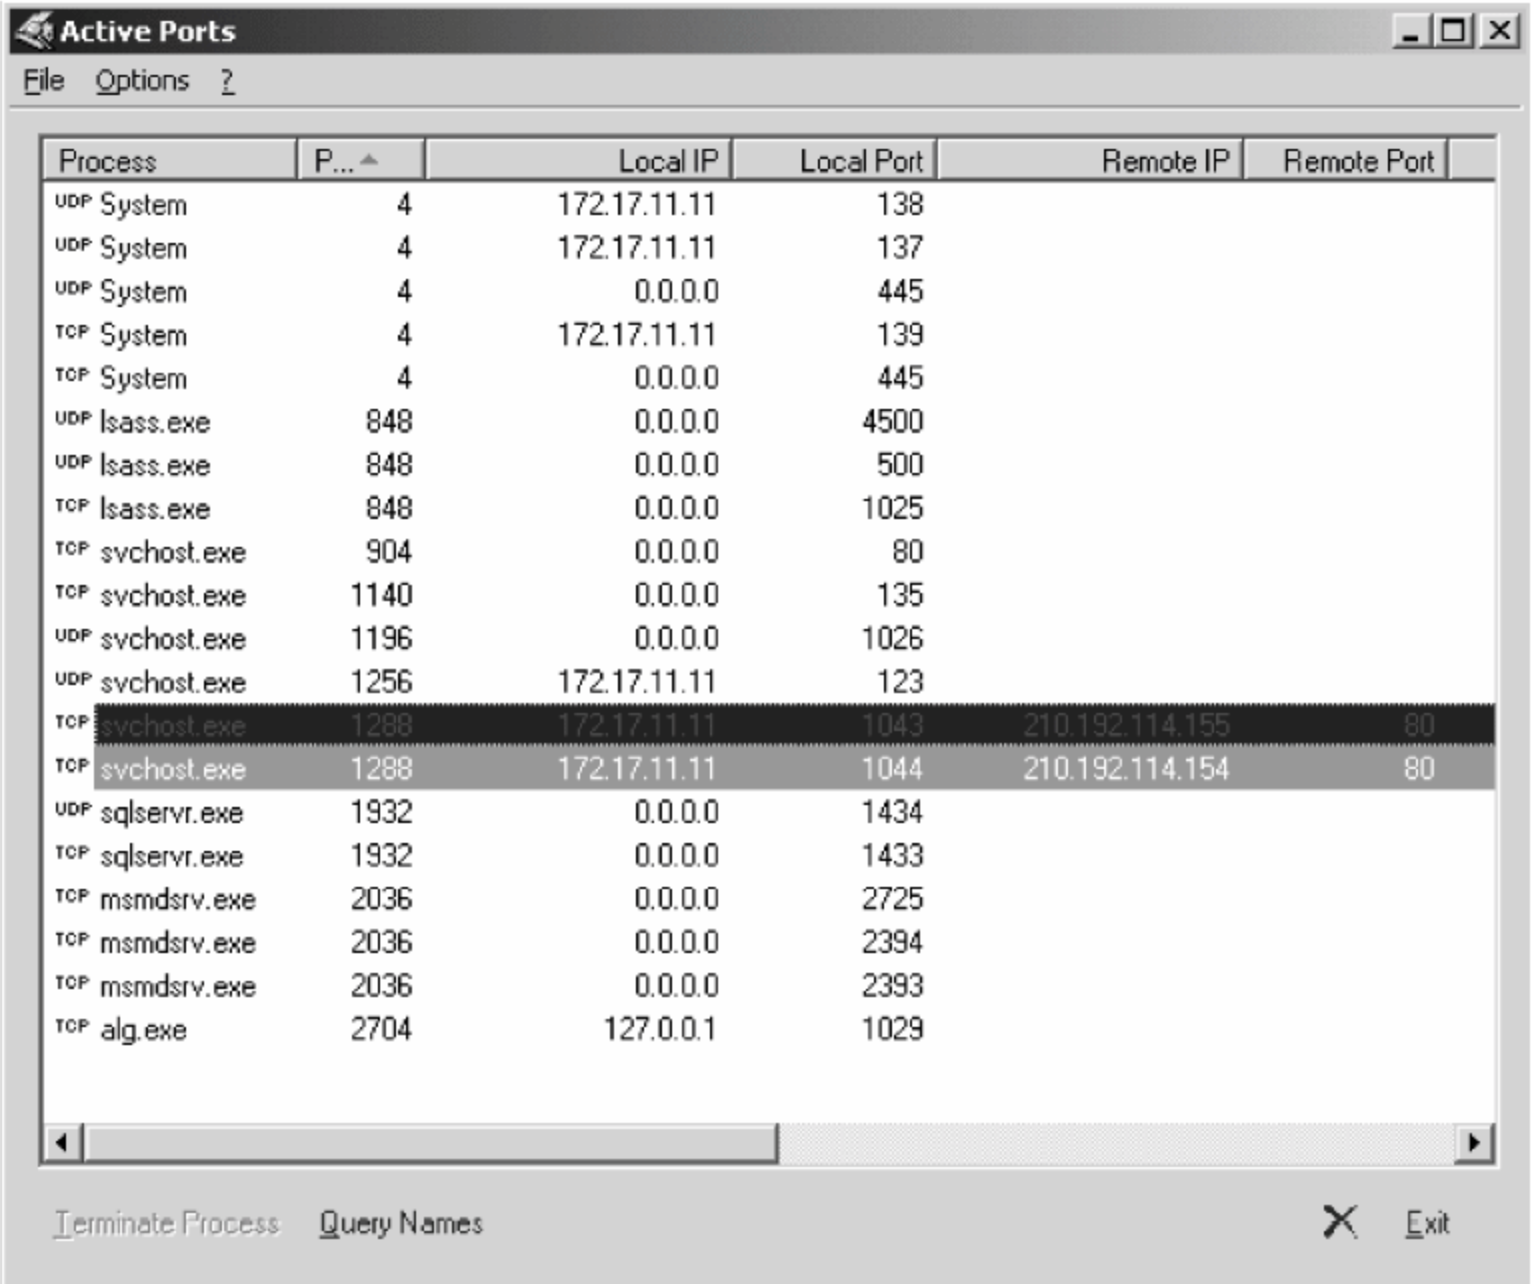 Active Ports
File Options ?
Process P... Local IP Local Port Remote IP Remote Port
UDP System 4 172.17.11.11 138
UDP System 4 172.17.11.11 137
UDP System 4 0.0.0.0 445
TCP System 4 172.17.11.11 139
TCP System 4 0.0.0.0 445
UDP lsass.exe 848 0.0.0.0 4500
UDP lsass.exe 848 0.0.0.0 500
TCP lsass.exe 848 0.0.0.0 1025
TCP svchost.exe 904 0.0.0.0 80
TCP svchost.exe 1140 0.0.0.0 135
UDP svchost.exe 1196 0.0.0.0 1026
UDP svchost.exe 1256 172.17.11.11 123
TCP svchost.exe 1288 172.17.11.11 1043 210.192.114.155 80
TCP svchost.exe 1288 172.17.11.11 1044 210.192.114.154 80
UDP sqlservr.exe 1932 0.0.0.0 1434
TCP sqlservr.exe 1932 0.0.0.0 1433
TCP msmdsrv.exe 2036 0.0.0.0 2725
TCP msmdsrv.exe 2036 0.0.0.0 2394
TCP msmdsrv.exe 2036 0.0.0.0 2393
TCP alg.exe 2704 127.0.0.1 1029
Terminate Process Query Names Exit